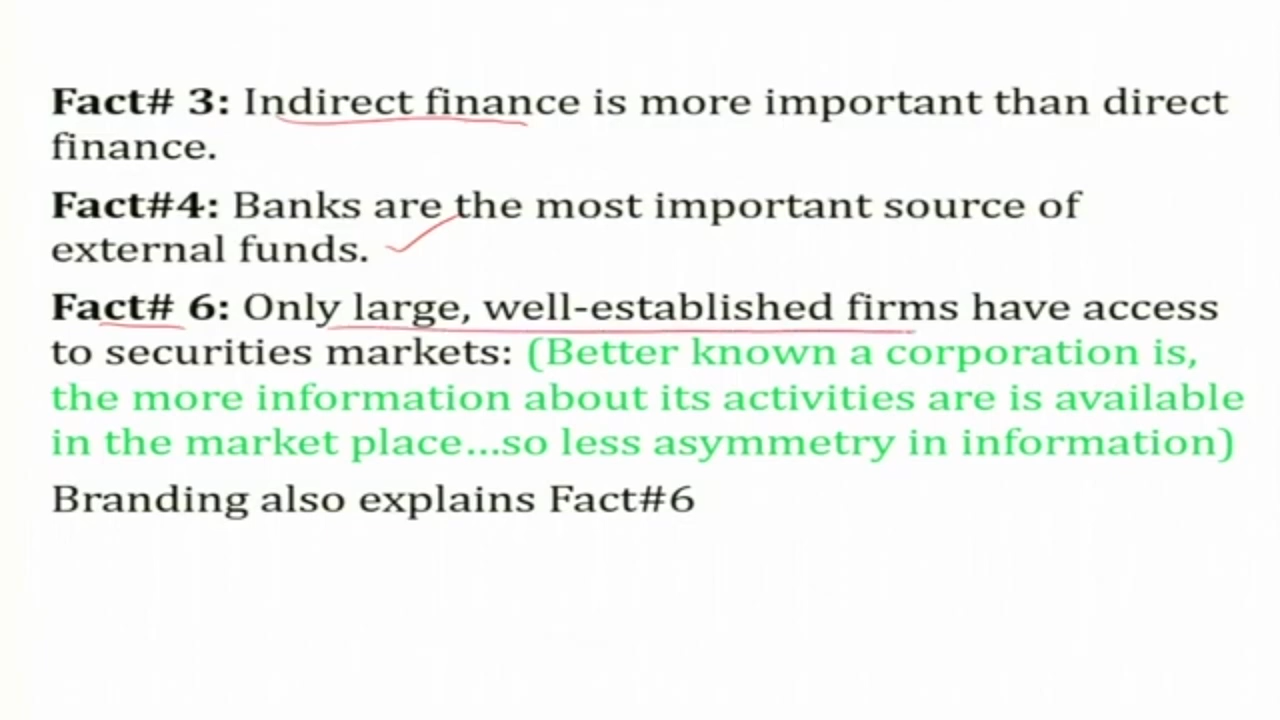 Fact# 3: Indirect finance is more important than direct
finance.
Fact#4: Banks are the most important source of
external funds.
Fact# 6: Only large, well-established firms have access
to securities markets: (Better known a corporation is,
the more information about its activities are is available
in the market place...so less asymmetry in information)
Branding also explains Fact#6